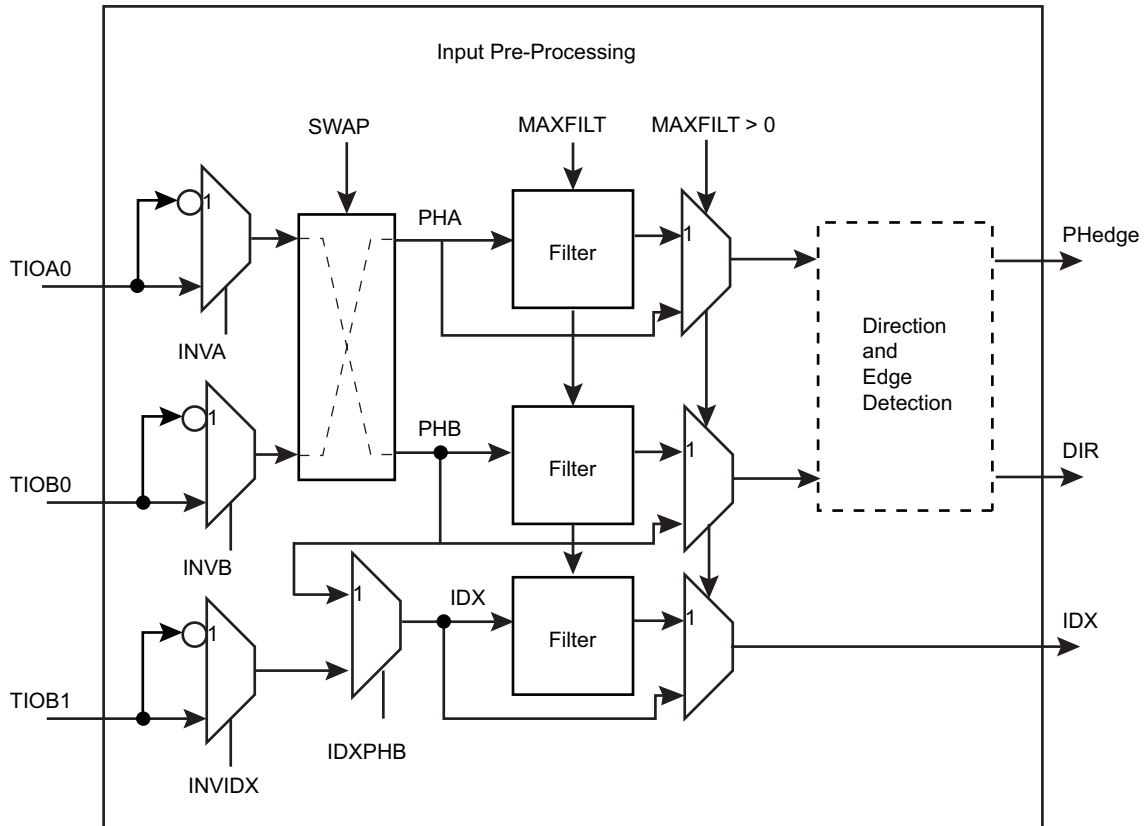 Input Pre-Processing
SWAP
MAXFILT
MAXFILT > 0
1
PHA
Filter
1
PHedge
TIOA0
INVA
Direction
and
Edge
Detection
1
PHB
Filter
1
DIR
TIOB0
INVB
1
IDX
Filter
1
IDX
1
TIOB1
IDXPHB
INVIDX